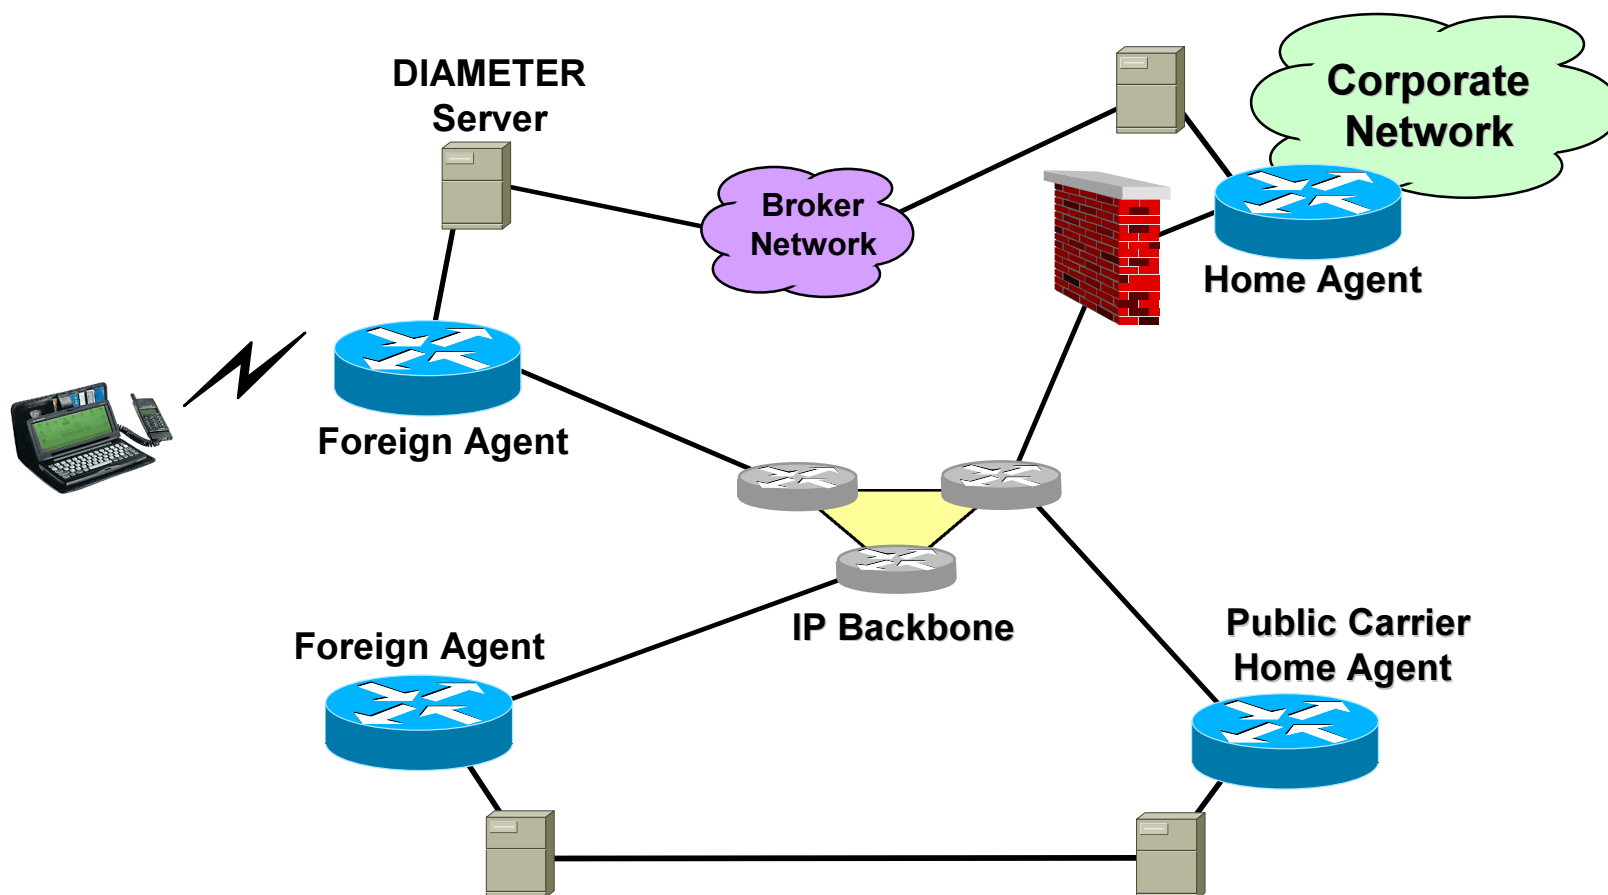 DIAMETER
Server
Corporate
Network
Broker
Network
Home Agent
Foreign Agent
IP Backbone
Foreign Agent
Public Carrier
Home Agent